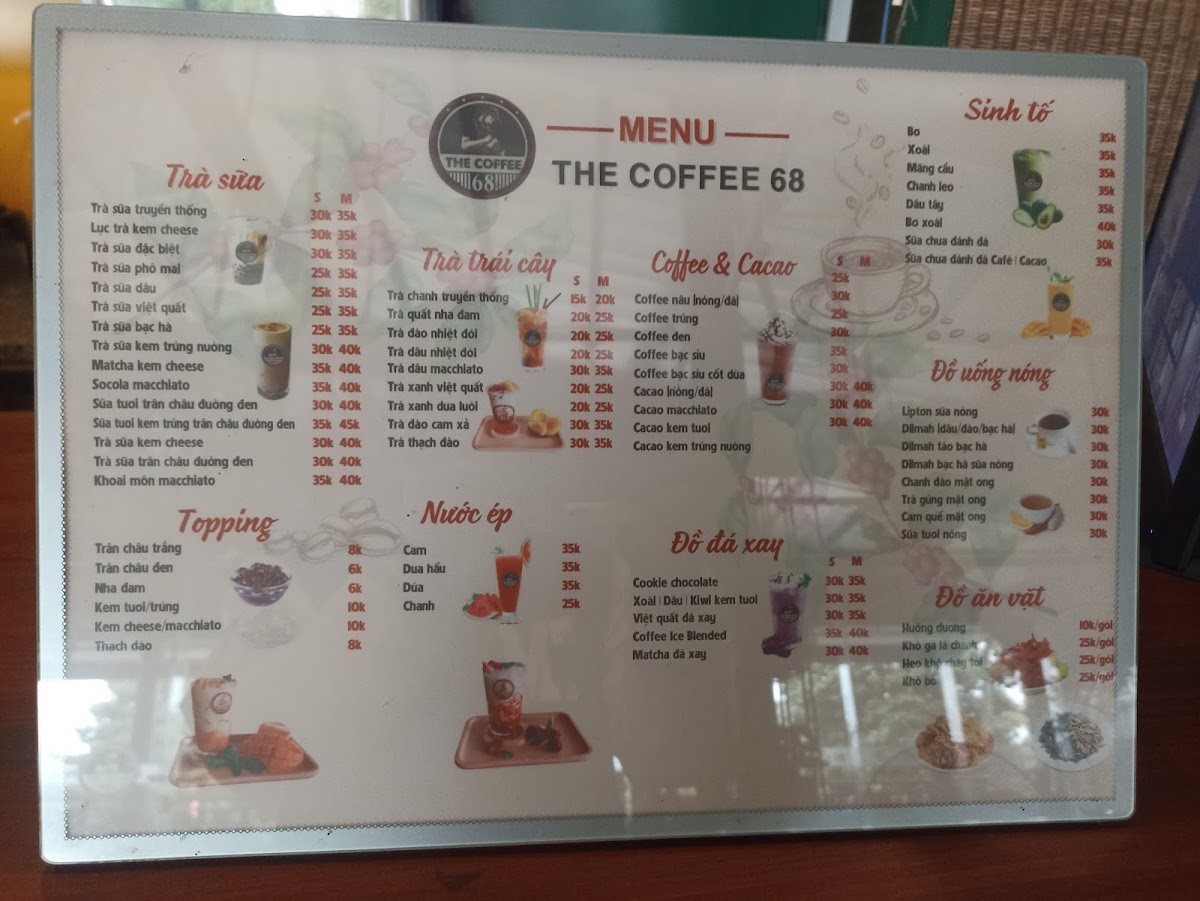 THE COFFEE
68
MENU
THE COFFEE 68
Trà sữa
S M
Trà sữa truyền thống 30k 35k
Lục trà kem cheese 30k 35k
Trà sữa đặc biệt 30k 35k
Trà sữa phô mai 25k 35k
Trà sữa dâu 25k 35k
Trà sữa việt quất 25k 35k
Trà sữa bạc hà 25k 35k
Trà sữa kem trứng nướng 30k 40k
Matcha kem cheese 35k 40k
Socola macchiato 35k 40k
Sữa tươi trân châu đường đen 30k 40k
Sữa tươi kem trứng trân châu đường đen 35k 45k
Trà sữa kem cheese 30k 40k
Trà sữa trân châu đường đen 30k 40k
Khoai môn macchiato 35k 40k
Topping
Trân châu trắng 8k
Trân châu đen 6k
Nha đam 6k
Kem tươi/trứng 10k
Kem cheese/macchiato 10k
Thạch đào 8k
Trà trái cây
S M
Trà chanh truyền thống 15k 20k
Trà quất nha đam 20k 25k
Trà đào nhiệt đới 20k 25k
Trà dâu nhiệt đới 20k 25k
Trà dâu macchiato 30k 35k
Trà xanh việt quất 20k 25k
Trà xanh dưa lưới 20k 25k
Trà đào cam xả 30k 35k
Trà thạch đào 30k 35k
Nước ép
Cam 35k
Dưa hấu 35k
Dứa 35k
Chanh 25k
Coffee & Cacao
S M
Coffee nâu |nóng/đá| 25k
Coffee trứng 30k
Coffee đen 25k
Coffee bạc sỉu 30k
Coffee bạc sỉu cốt dừa 35k
Cacao |nóng/đá| 30k
Cacao macchiato 30k 40k
Cacao kem tươi 30k 40k
Cacao kem trứng nướng 30k 40k
Đồ đá xay
S M
Cookie chocolate 30k 35k
Xoài | Dâu | Kiwi kem tươi 30k 35k
Việt quất đá xay 30k 35k
Coffee Ice Blended 35k 40k
Matcha đá xay 30k 40k
Sinh tố
Bơ 35k
Xoài 35k
Mãng cầu 35k
Chanh leo 35k
Dâu tây 35k
Bơ xoài 40k
Sữa chua đánh đá 30k
Sữa chua đánh đá Café | Cacao 35k
Đồ uống nóng
Lipton sữa nóng 30k
Dilmah |dâu/đào/bạc hà| 30k
Dilmah táo bạc hà 30k
Dilmah bạc hà sữa nóng 30k
Chanh đào mật ong 30k
Trà gừng mật ong 30k
Cam quế mật ong 30k
Sữa tươi nóng 30k
Đồ ăn vặt
Hướng dương 10k/gói
Khô gà lá chanh 25k/gói
Heo khô cháy tỏi 25k/gói
Khô bò 25k/gói